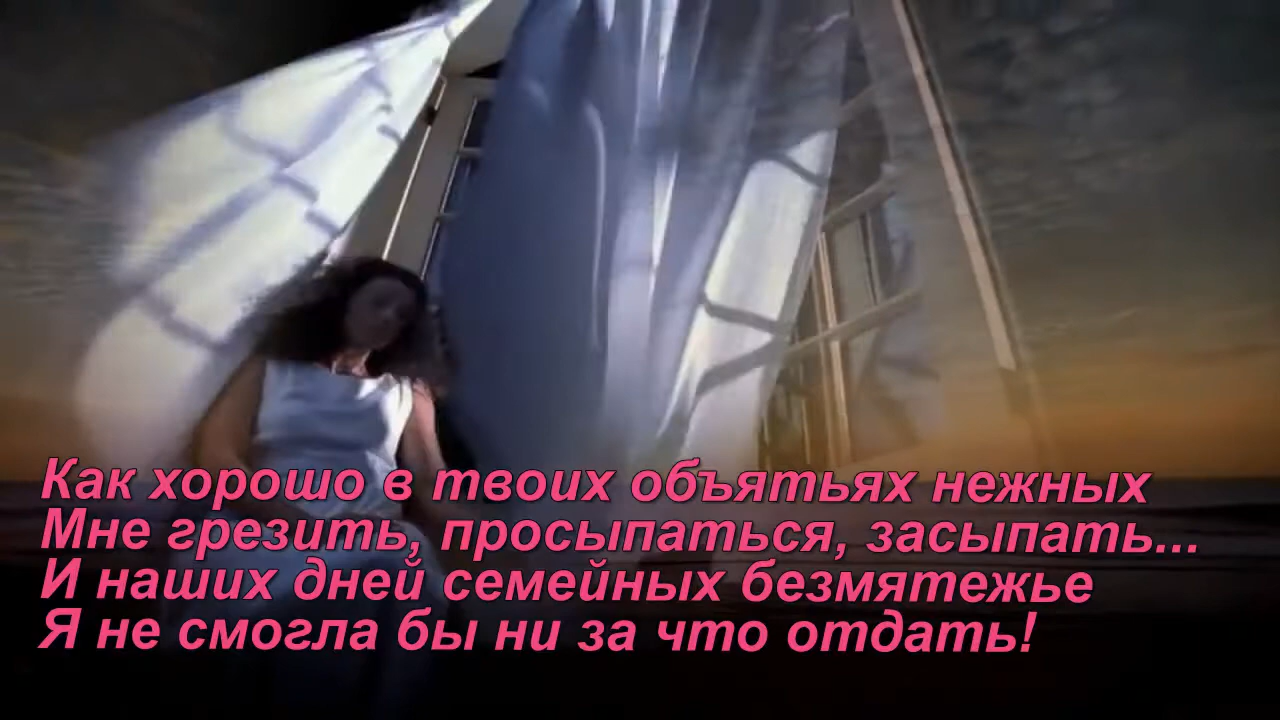 Как хорошо в твоих объятьях нежных
Мне грезить, просыпаться, засыпать...
И наших дней семейных безмятежье
Я не смогла бы ни за что отдать!